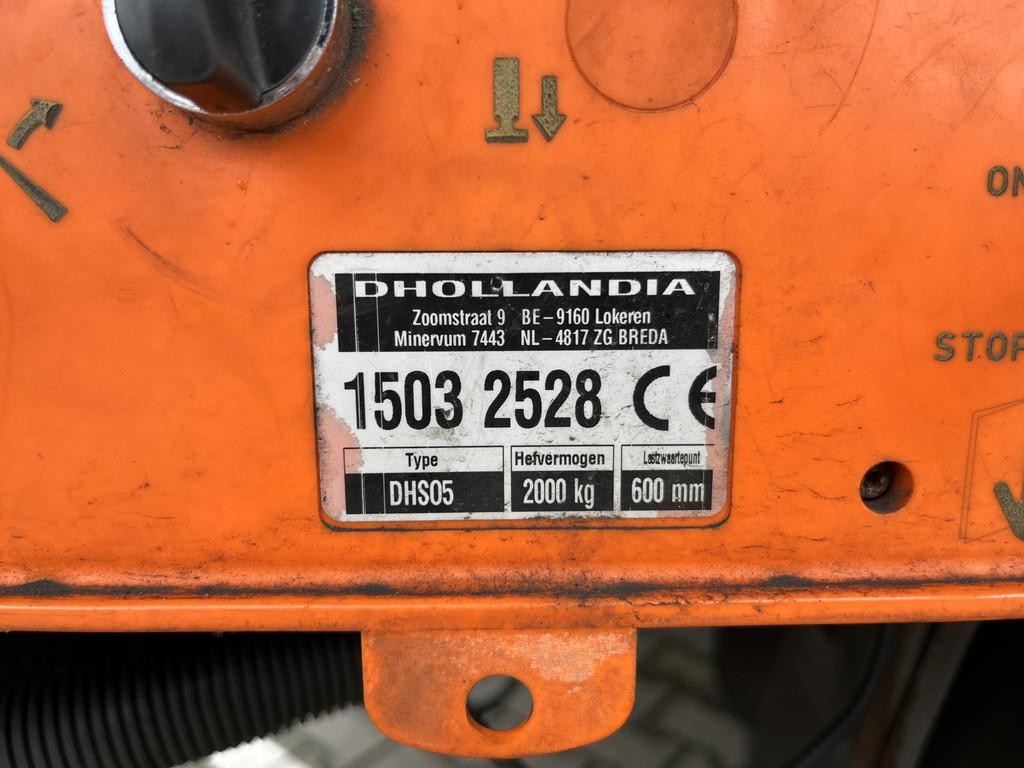 ON
DHOLLANDIA
Zoomstraat 9 BE-9160 Lokeren
Minervum 7443 NL-4817 ZG BREDA
STOP
1503 2528 CE
Type Hefvermogen Lastzwaartepunt
DHS05 2000 kg 600 mm